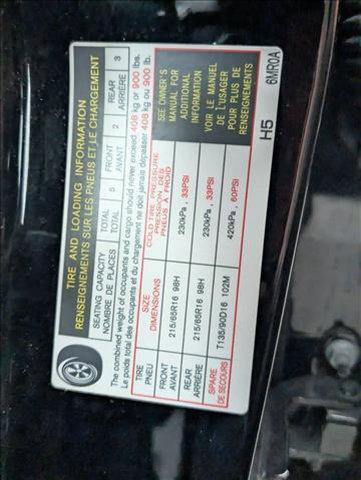 TIRE AND LOADING INFORMATION
RENSEIGNEMENTS SUR LES PNEUS ET LE CHARGEMENT
SEATING CAPACITY TOTAL 5 FRONT 2 REAR 3
NOMBRE DE PLACES TOTAL AVANT ARRIÈRE
The combined weight of occupants and cargo should never exceed 408 kg or 900 lbs.
Le poids total des occupants et du chargement ne doit jamais dépasser 408 kg ou 900 lb.
TIRE SIZE COLD TIRE PRESSURE SEE OWNER'S
PNEU DIMENSIONS PRESSION DES MANUAL FOR
PNEUS À FROID ADDITIONAL
FRONT 215/65R16 98H 230kPa , 33PSI INFORMATION
AVANT VOIR LE MANUEL
REAR 215/65R16 98H 230kPa , 33PSI DE L'USAGER
ARRIÈRE POUR PLUS DE
SPARE T135/90D16 102M 420kPa , 60PSI RENSEIGNEMENTS
DE SECOURS
H5 6MR0A